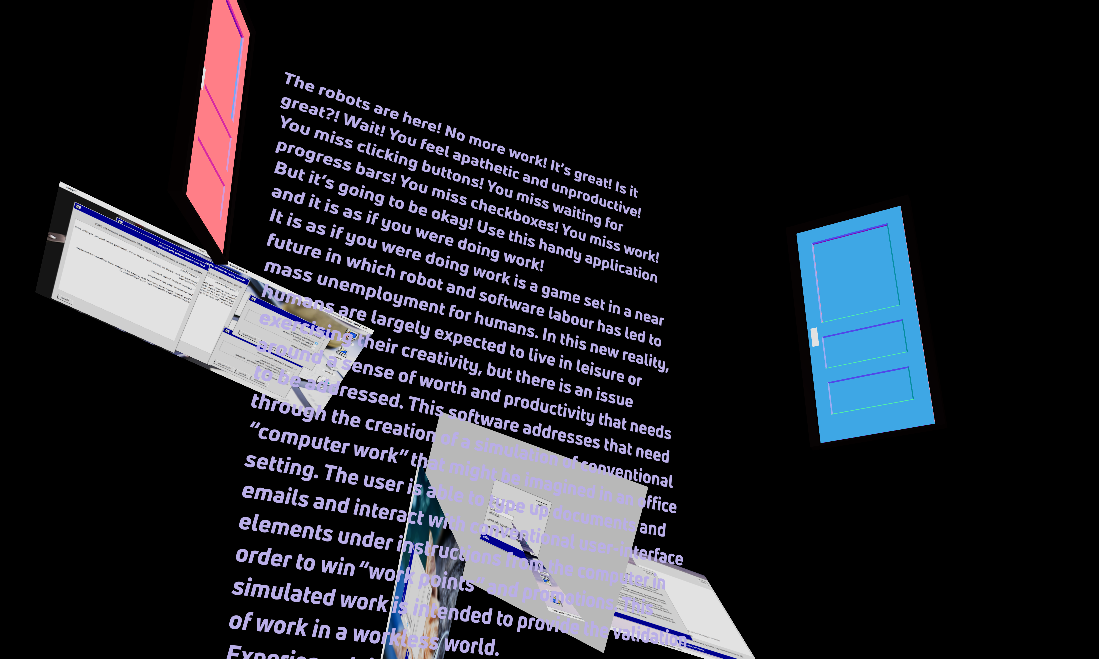 The robots are here! No more work! It's great! Is it
great?! Wait! You feel apathetic and unproductive!
You miss clicking buttons! You miss waiting for
progress bars! You miss checkboxes! You miss work!
But it's going to be okay! Use this handy application
and it is as if you were doing work!
It is as if you were doing work is a game set in a near
future in which robot and software labour has led to
mass unemployment for humans. In this new reality,
humans are largely expected to live in leisure or
exercising their creativity, but there is an issue
around a sense of worth and productivity that needs
to be addressed. This software addresses that need
through the creation of a simulation of conventional
“computer work” that might be imagined in an office
setting. The user is able to type up documents and
emails and interact with conventional user interface
elements under instructions from the computer in
order to win “work points” and promotions. This
simulated work is intended to provide the validation
of work in a workless world.